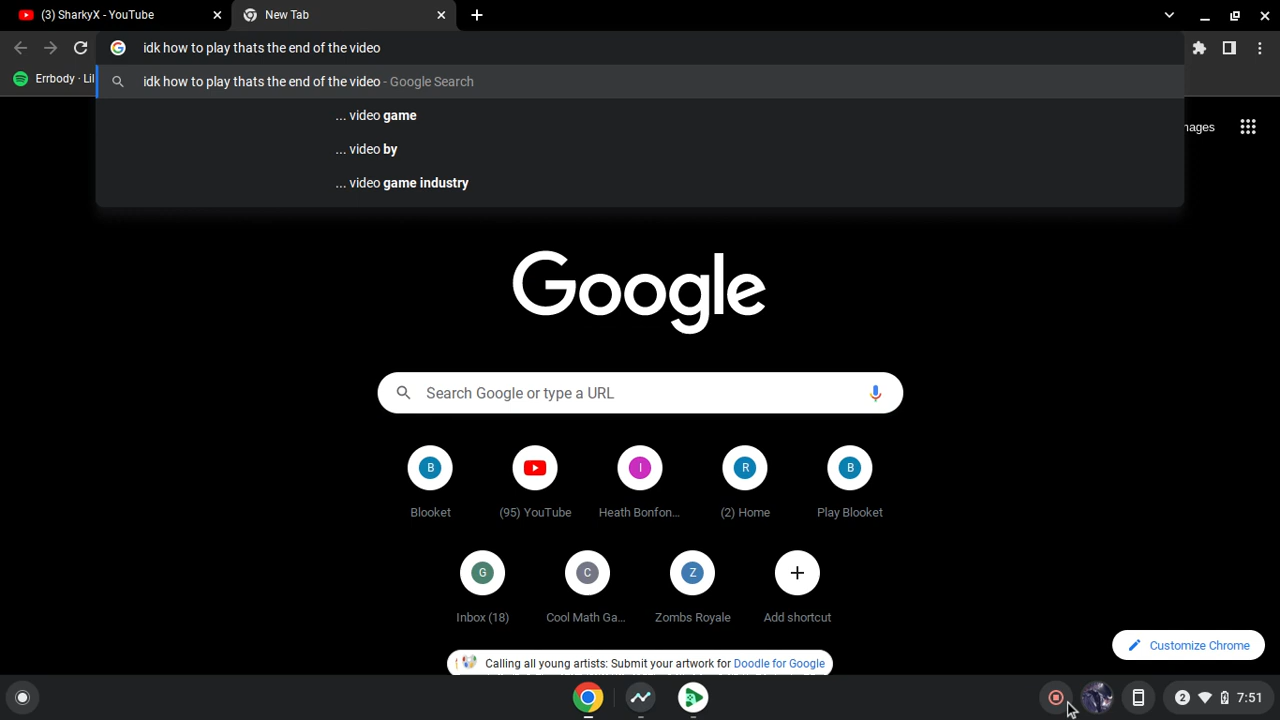 (3) SharkyX - YouTube
New Tab
idk how to play thats the end of the video
Errbody · Lil
idk how to play thats the end of the video - Google Search
... video game
... video by
... video game industry
Google
Search Google or type a URL
B
I
R
B
Blooket
(95) YouTube
Heath Bonfon...
(2) Home
Play Blooket
G
C
Z
Inbox (18)
Cool Math Ga...
Zombs Royale
Add shortcut
Customize Chrome
Calling all young artists: Submit your artwork for Doodle for Google
2
7:51